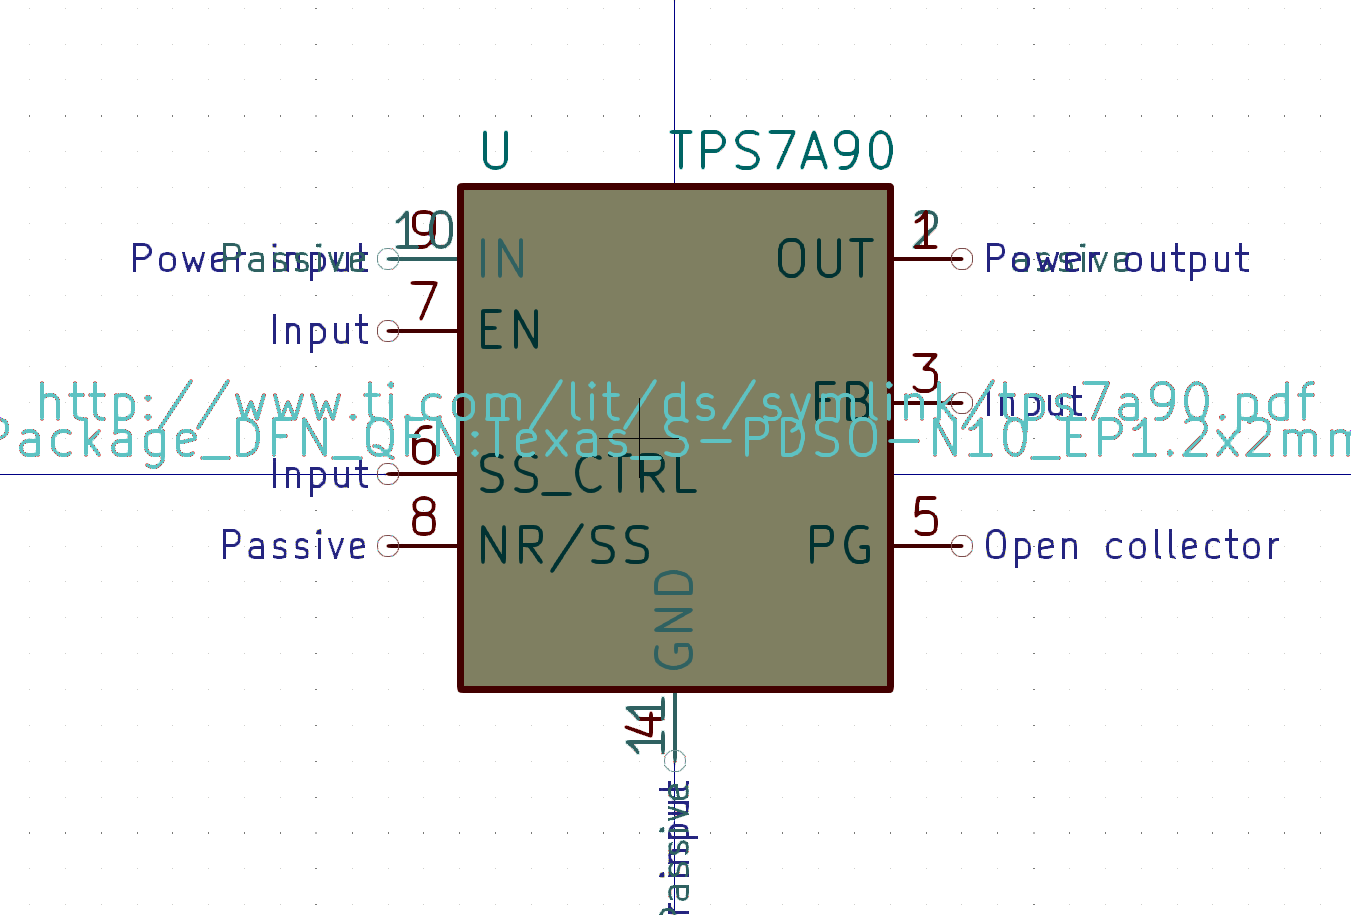 U TPS7A90
10 9 2 1
Power input Passive IN OUT Power output Passive
7
Input EN
3
http://www.ti.com/lit/ds/symlink/tps7a90.pdf
FB Input
Package_DFN_QFN:Texas_S-PDSO-N10_EP1.2x2mm
6
Input SS_CTRL
8 5
Passive NR/SS PG Open collector
GND
11 4
input Passive